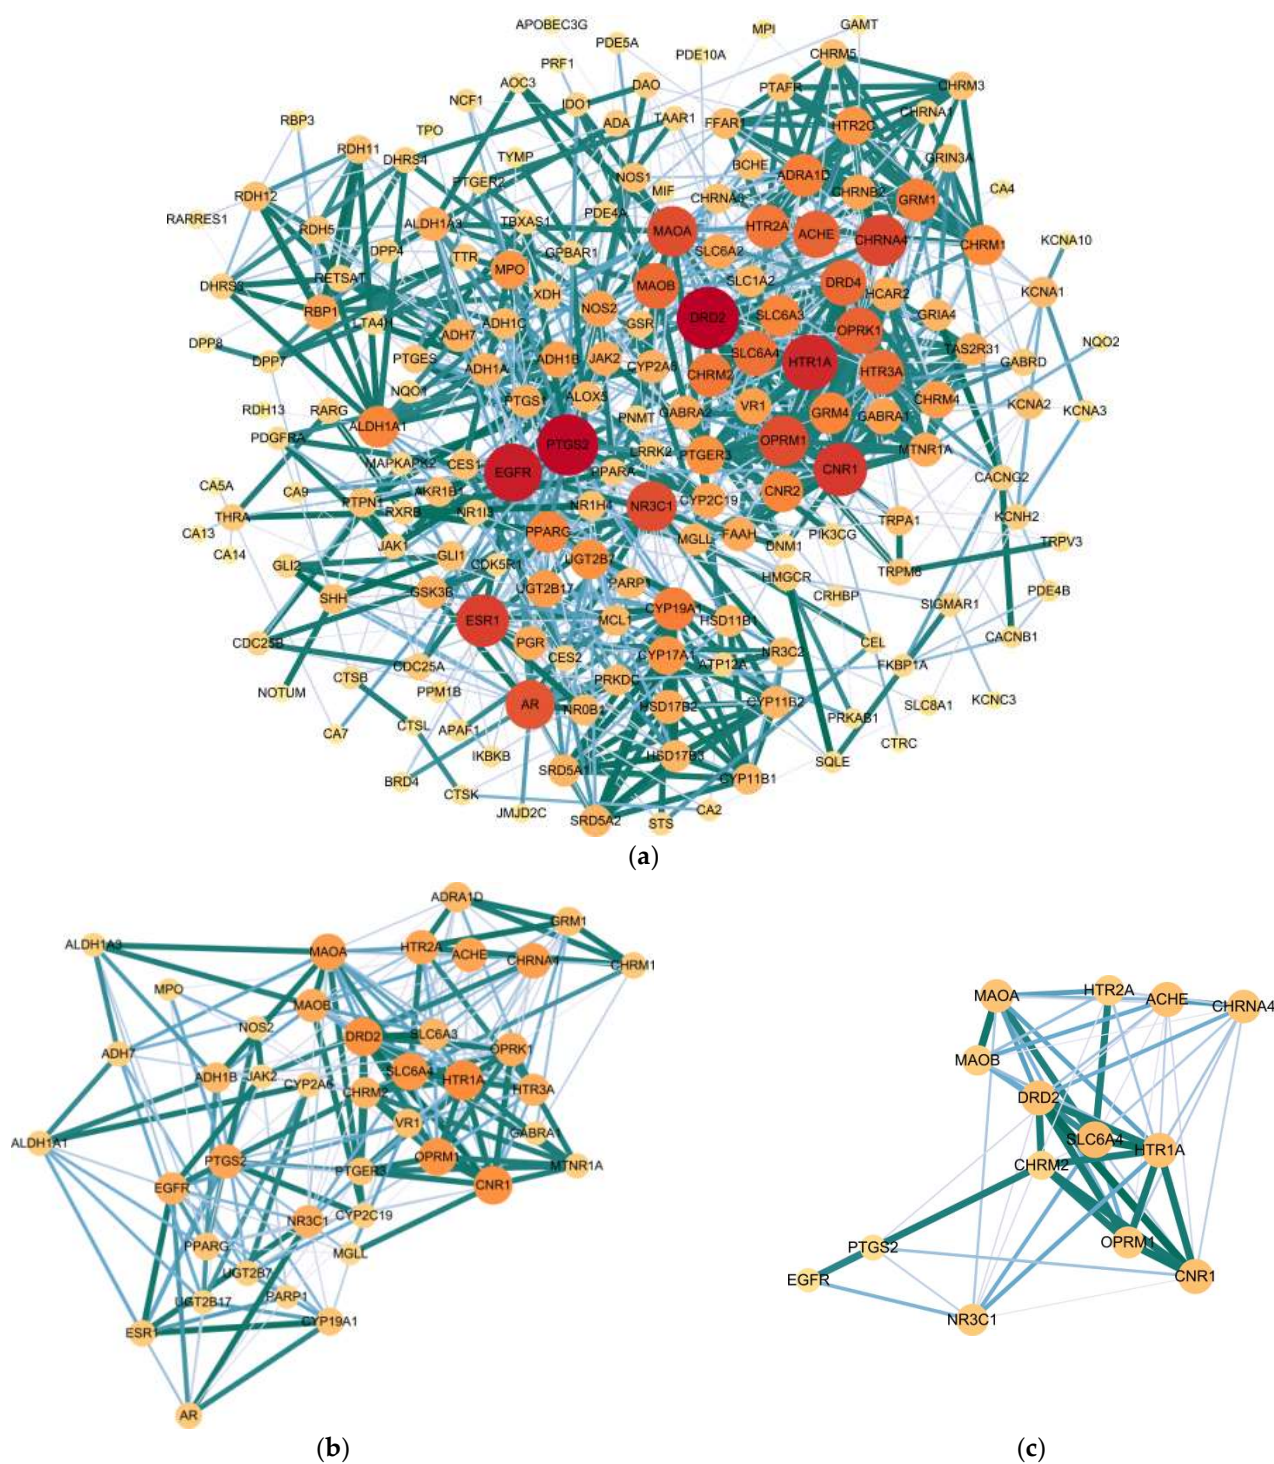 APOBEC3G
GAMT
MPI
PDE5A
PDE10A
CHRM5
PRF1
AOC3
DAO
PTAFR
CHRM3
NCF1
IDO1
TAAR1
FFAR1
HTR2C
CHRNA1
RBP3
TPO
ADA
RDH11
DHRS4
TYMP
BCHE
GRIN3A
PTGER2
NOS1
ADRA1D
RDH12
MIF
CHRNB2
CA4
GRM1
RARRES1
RDH5
ALDH1A3
TBXAS1
PDE4A
MAOA
HTR2A
ACHE
CHRNA4
CHRM1
KCNA10
DPP4
TTR
GPBAR1
SLC6A2
RETSAT
MPO
DHRS3
XDH
MAOB
SLC1A2
DRD4
HCAR2
KCNA1
RBP1
LTA4H
ADH1C
NOS2
GSR
DRD2
SLC6A3
OPRK1
GRIA4
DPP8
DPP7
ADH7
PTGES
ADH1B
JAK2
SLC6A4
HTR1A
TAS2R31
NQO2
GABRD
ADH1A
CYP2A6
CHRM2
HTR3A
NQO1
PTGS1
ALOX5
RDH13
RARG
PNMT
GABRA2
VR1
GRM4
GABRA1
CHRM4
KCNA2
KCNA3
ALDH1A1
PDGFRA
PTGS2
OPRM1
MTNR1A
MAPKAPK2
CES1
EGFR
PPARA
LRRK2
PTGER3
CNR1
CACNG2
CA5A
CA9
AKR1B1
CNR2
PTPN1
RXRB
NR1I3
NR1H4
NR3C1
CYP2C19
THRA
KCNH2
TRPA1
CA13
CA14
JAK1
PPARG
MGLL
FAAH
DNM1
PIK3CG
TRPV3
GLI2
GLI1
CDK5R1
UGT2B7
HMGCR
TRPM8
PARP1
SHH
GSK3B
UGT2B17
CRHBP
SIGMAR1
PDE4B
ESR1
MCL1
CYP19A1
HSD11B1
CDC25B
PGR
CES2
CYP17A1
NR3C2
CEL
CACNB1
CDC25A
ATP12A
FKBP1A
NOTUM
CTSB
PRKDC
PPM1B
AR
NR0B1
HSD17B2
CYP11B2
SLC8A1
KCNC3
CA7
CTSL
APAF1
PRKAB1
CTRC
IKBKB
HSD17B3
SRD5A1
SQLE
BRD4
CTSK
CYP11B1
JMJD2C
SRD5A2
STS
CA2
(a)
ADRA1D
GRM1
ALDH1A3
MAOA
HTR2A
ACHE
CHRNA4
CHRM1
MPO
MAOB
NOS2
DRD2
SLC6A3
OPRK1
ADH7
ADH1B
JAK2
CYP2A6
SLC6A4
HTR1A
HTR3A
CHRM2
VR1
GABRA1
ALDH1A1
PTGS2
OPRM1
MTNR1A
PTGER3
EGFR
CNR1
NR3C1
CYP2C19
PPARG
MGLL
UGT2B7
UGT2B17
PARP1
ESR1
CYP19A1
AR
(b)
MAOA
HTR2A
ACHE
CHRNA4
MAOB
DRD2
SLC6A4
HTR1A
CHRM2
PTGS2
OPRM1
EGFR
CNR1
NR3C1
(c)